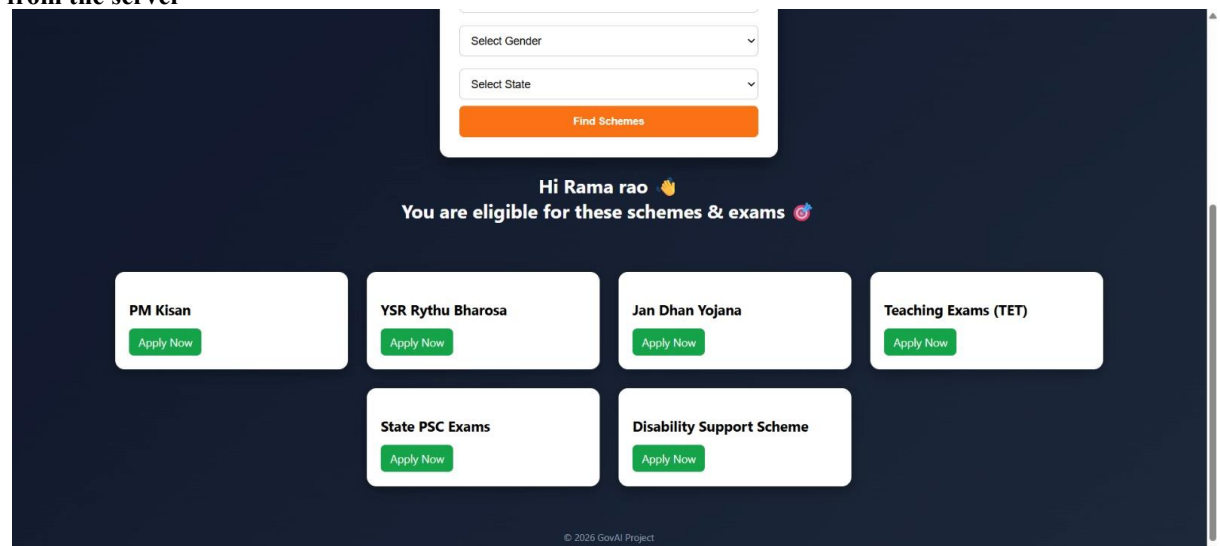 from the server
Select Gender
Select State
Find Schemes
Hi Rama rao 👋
You are eligible for these schemes & exams 🎯
PM Kisan
Apply Now
YSR Rythu Bharosa
Apply Now
Jan Dhan Yojana
Apply Now
Teaching Exams (TET)
Apply Now
State PSC Exams
Apply Now
Disability Support Scheme
Apply Now
© 2026 GovAI Project